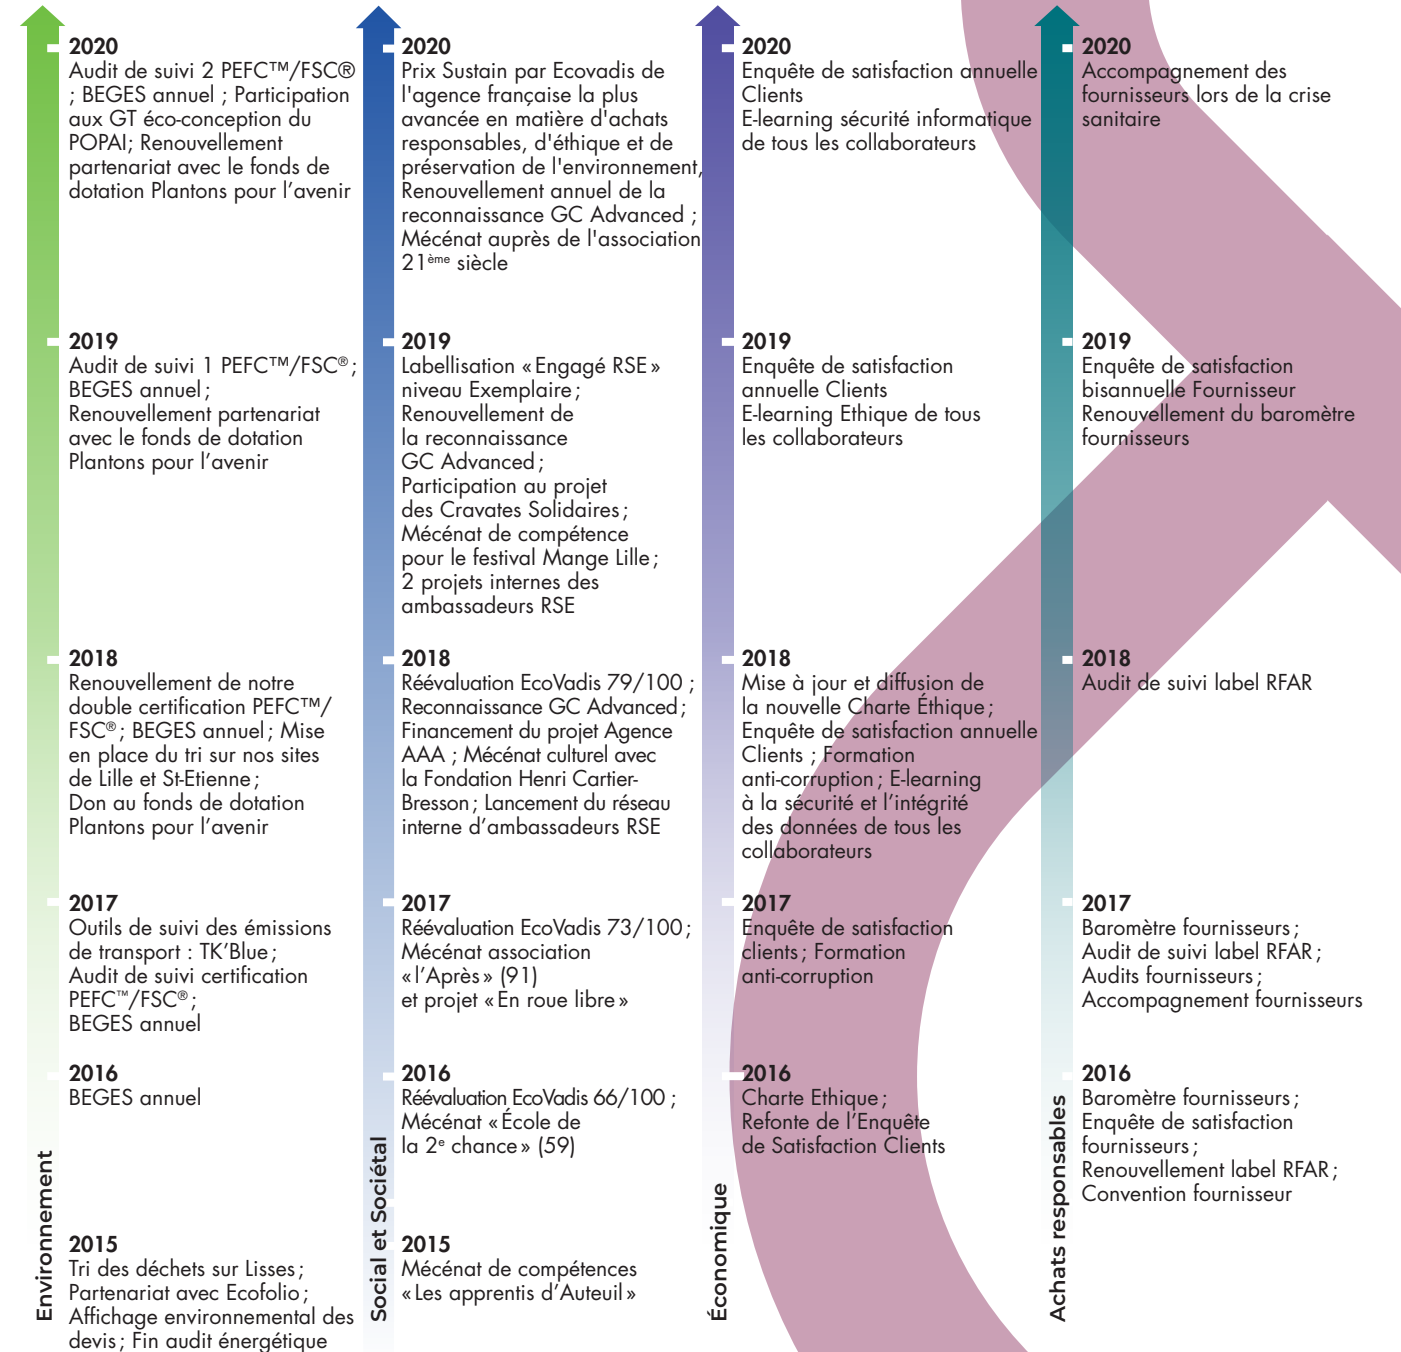 2020
Audit de suivi 2 PEFC™/FSC®
; BEGES annuel ; Participation
aux GT éco-conception du
POPAI; Renouvellement
partenariat avec le fonds de
dotation Plantons pour l’avenir
2019
Audit de suivi 1 PEFC™/FSC® ;
BEGES annuel ;
Renouvellement partenariat
avec le fonds de dotation
Plantons pour l’avenir
2018
Renouvellement de notre
double certification PEFC™/
FSC® ; BEGES annuel ; Mise
en place du tri sur nos sites
de Lille et St-Etienne ;
Don au fonds de dotation
Plantons pour l’avenir
2017
Outils de suivi des émissions
de transport : TK’Blue ;
Audit de suivi certification
PEFC™/FSC® ;
BEGES annuel
2016
BEGES annuel
2015
Tri des déchets sur Lisses ;
Partenariat avec Ecofolio ;
Affichage environnemental des
devis ; Fin audit énergétique
Environnement
2020
Prix Sustain par Ecovadis de
l'agence française la plus
avancée en matière d'achats
responsables, d'éthique et de
préservation de l'environnement,
Renouvellement annuel de la
reconnaissance GC Advanced ;
Mécénat auprès de l'association
21ème siècle
2019
Labellisation « Engagé RSE »
niveau Exemplaire ;
Renouvellement de
la reconnaissance
GC Advanced ;
Participation au projet
des Cravates Solidaires ;
Mécénat de compétence
pour le festival Mange Lille ;
2 projets internes des
ambassadeurs RSE
2018
Réévaluation EcoVadis 79/100 ;
Reconnaissance GC Advanced ;
Financement du projet Agence
AAA ; Mécénat culturel avec
la Fondation Henri Cartier-
Bresson ; Lancement du réseau
interne d’ambassadeurs RSE
2017
Réévaluation EcoVadis 73/100 ;
Mécénat association
« l’Après » (91)
et projet « En roue libre »
2016
Réévaluation EcoVadis 66/100 ;
Mécénat « École de
la 2e chance » (59)
2015
Mécénat de compétences
« Les apprentis d’Auteuil »
Social et Sociétal
2020
Enquête de satisfaction annuelle
Clients
E-learning sécurité informatique
de tous les collaborateurs
2019
Enquête de satisfaction
annuelle Clients
E-learning Ethique de tous
les collaborateurs
2018
Mise à jour et diffusion de
la nouvelle Charte Éthique ;
Enquête de satisfaction annuelle
Clients ; Formation
anti-corruption ; E-learning
à la sécurité et l’intégrité
des données de tous les
collaborateurs
2017
Enquête de satisfaction
clients ; Formation
anti-corruption
2016
Charte Ethique ;
Refonte de l’Enquête
de Satisfaction Clients
Économique
2020
Accompagnement des
fournisseurs lors de la crise
sanitaire
2019
Enquête de satisfaction
bisannuelle Fournisseur
Renouvellement du baromètre
fournisseurs
2018
Audit de suivi label RFAR
2017
Baromètre fournisseurs ;
Audit de suivi label RFAR ;
Audits fournisseurs ;
Accompagnement fournisseurs
2016
Baromètre fournisseurs ;
Enquête de satisfaction
fournisseurs ;
Renouvellement label RFAR ;
Convention fournisseur
Achats responsables